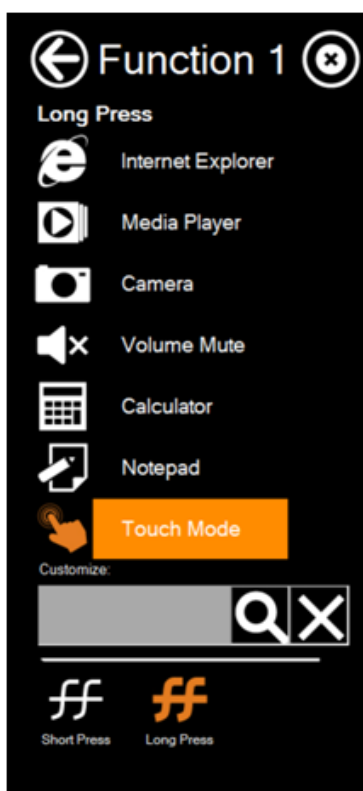 Function 1
Long Press
Internet Explorer
Media Player
Camera
Volume Mute
Calculator
Notepad
Touch Mode
Customize:
Short Press
Long Press